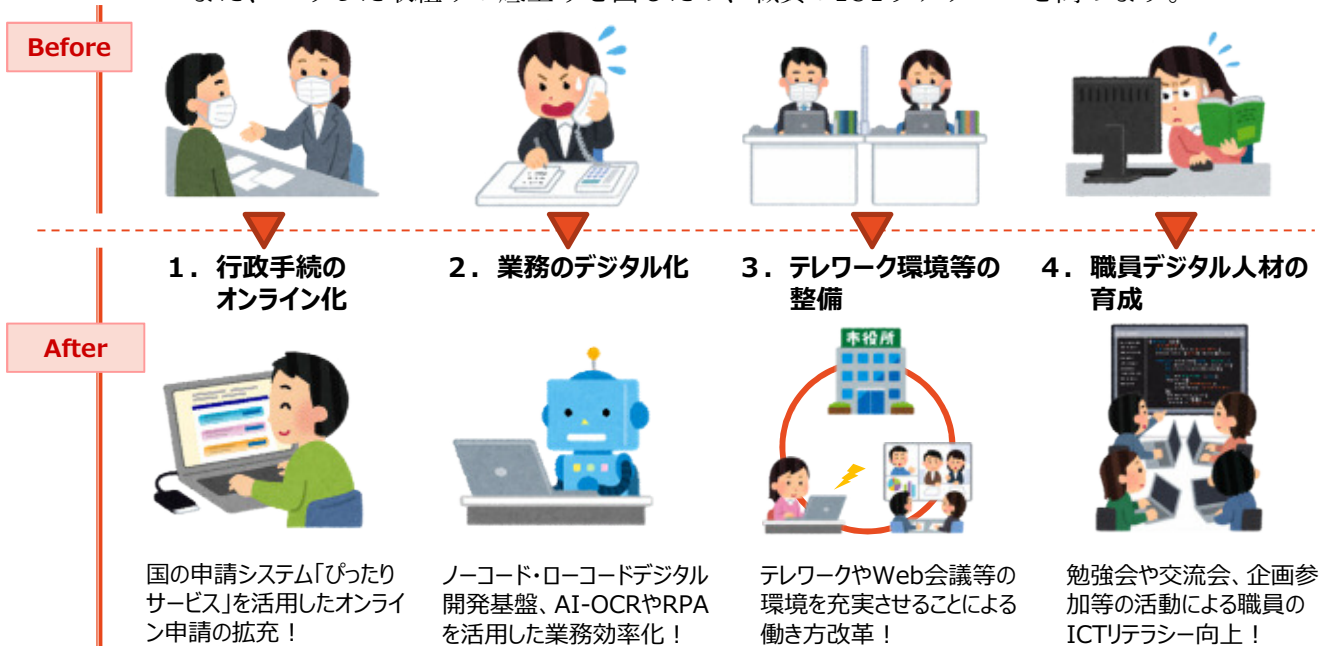 Before
1．行政手続の
オンライン化
2．業務のデジタル化
3．テレワーク環境等の
整備
4．職員デジタル人材の
育成
After
市役所
国の申請システム「ぴったり
サービス」を活用したオンライ
ン申請の拡充！
ノーコード・ローコードデジタル
開発基盤、AI-OCRやRPA
を活用した業務効率化！
テレワークやWeb会議等の
環境を充実させることによる
働き方改革！
勉強会や交流会、企画参
加等の活動による職員の
ICTリテラシー向上！